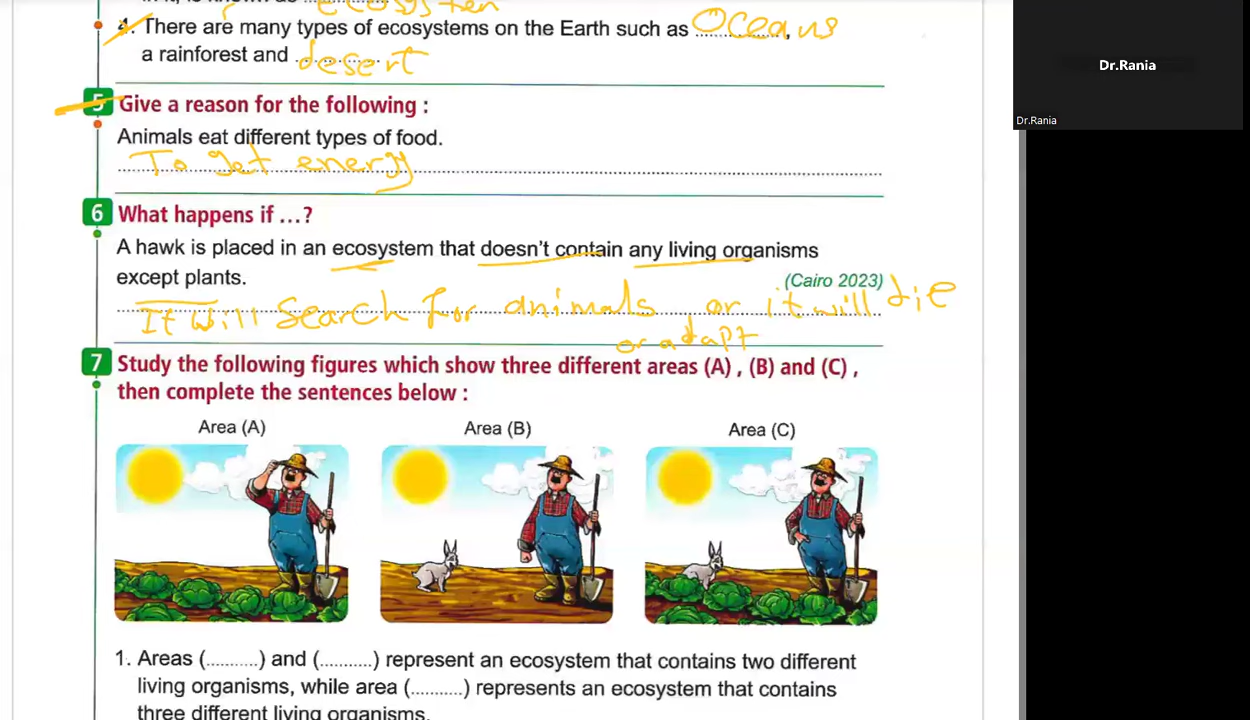 ecosystem
4. There are many types of ecosystems on the Earth such as Oceans,
a rainforest and desert
5 Give a reason for the following :
Animals eat different types of food.
To get energy
6 What happens if ...?
A hawk is placed in an ecosystem that doesn't contain any living organisms
except plants.
(Cairo 2023)
It will search for animals or it will die
or adapt
7 Study the following figures which show three different areas (A) , (B) and (C) ,
then complete the sentences below :
Area (A)
Area (B)
Area (C)
1. Areas (..........) and (..........) represent an ecosystem that contains two different
living organisms, while area (..........) represents an ecosystem that contains
three different living organisms.
Dr.Rania
Dr.Rania